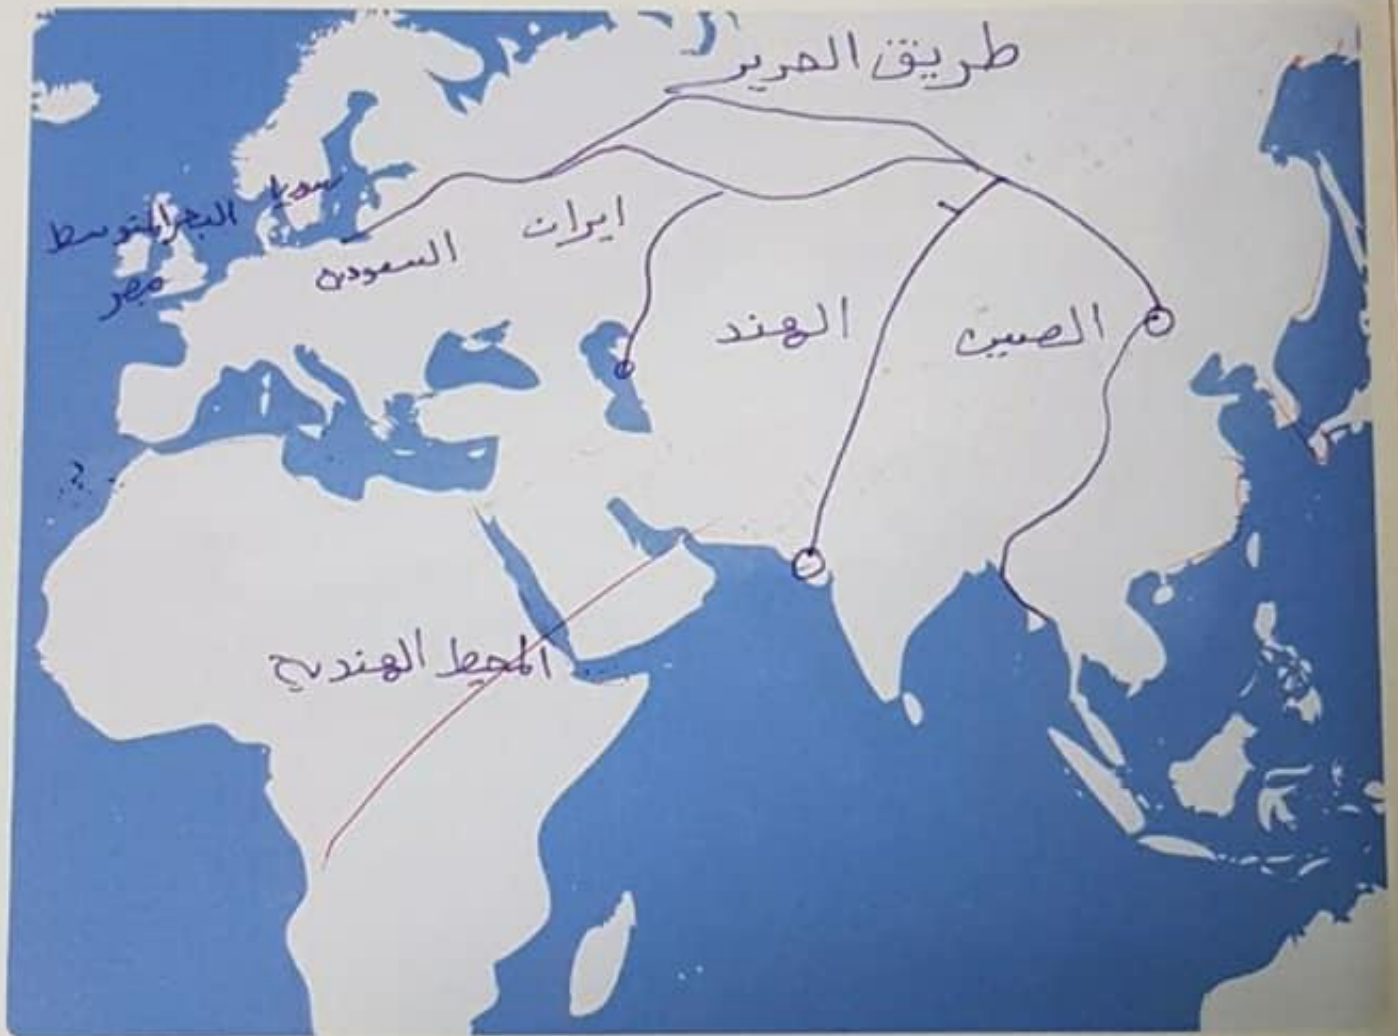 طريق الحرير
سوريا
البحر المتوسط
مصر
السعودية
ايران
الهند
الصين
المحيط الهندي